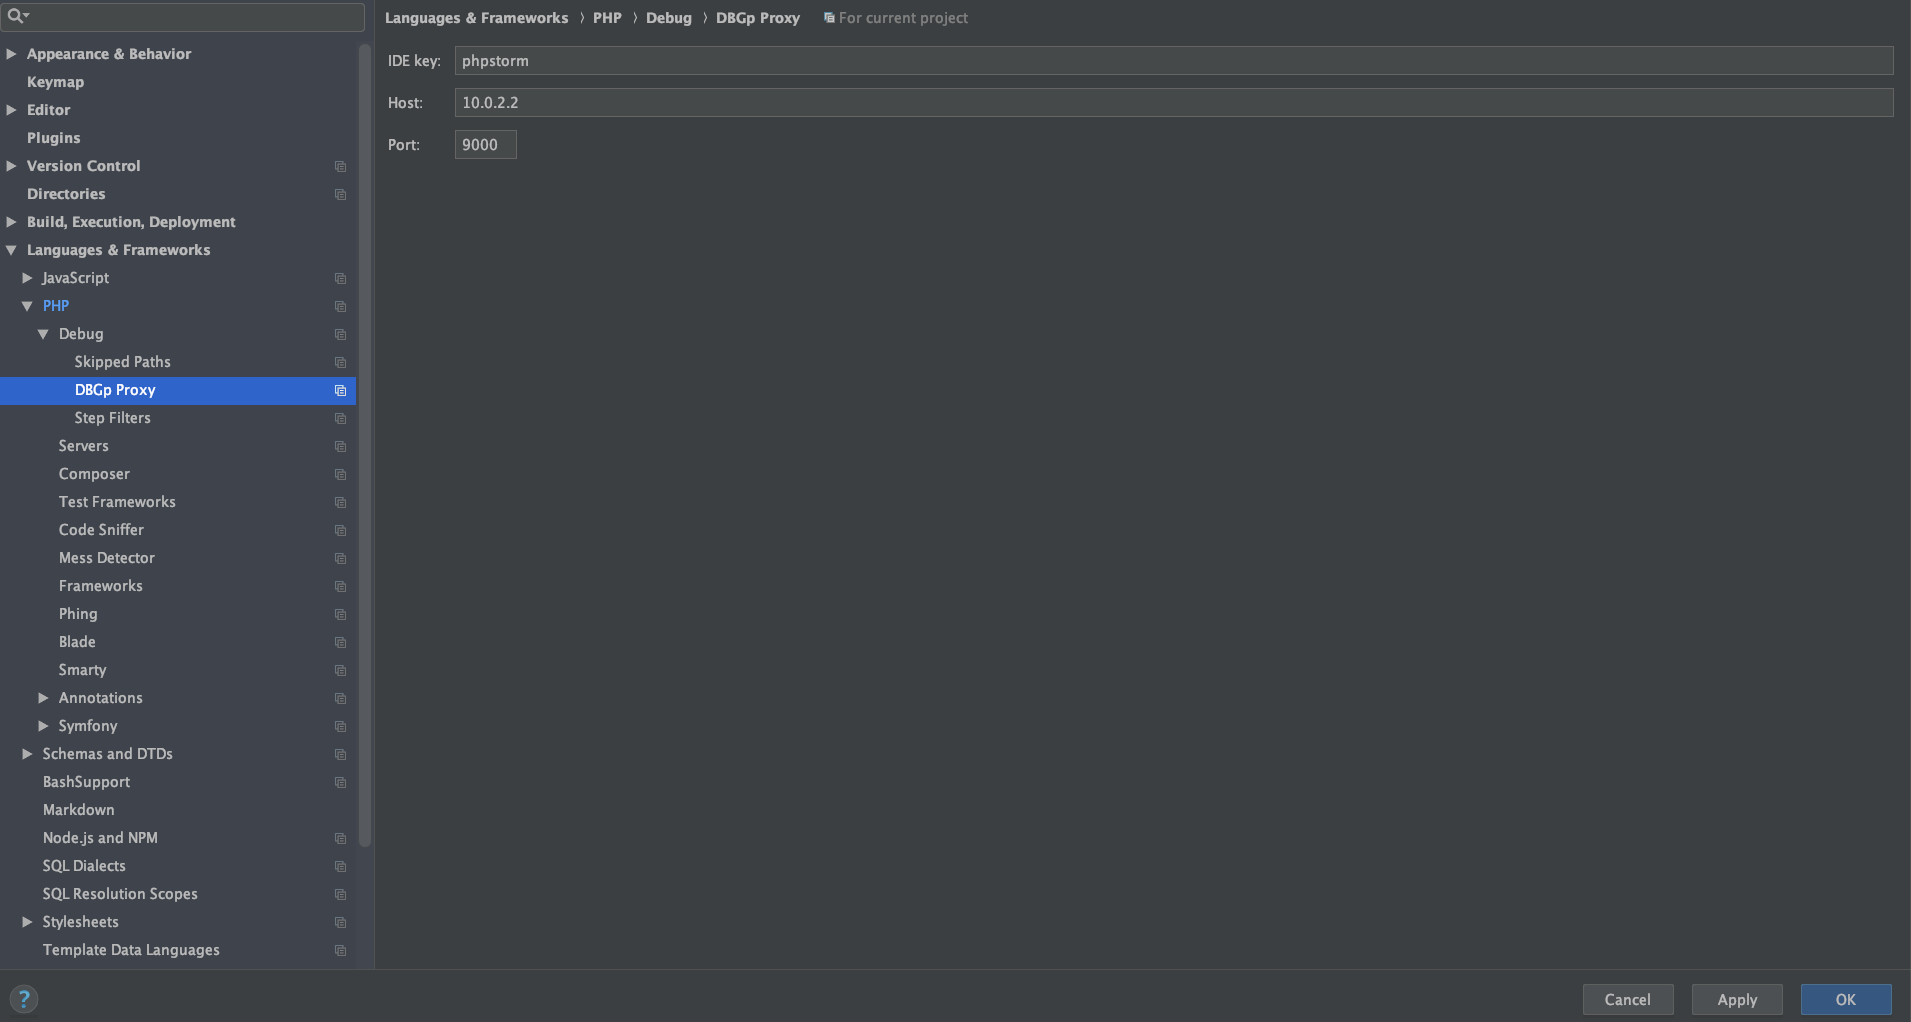 Appearance & Behavior
Keymap
Editor
Plugins
Version Control
Directories
Build, Execution, Deployment
Languages & Frameworks
JavaScript
PHP
Debug
Skipped Paths
DBGp Proxy
Step Filters
Servers
Composer
Test Frameworks
Code Sniffer
Mess Detector
Frameworks
Phing
Blade
Smarty
Annotations
Symfony
Schemas and DTDs
BashSupport
Markdown
Node.js and NPM
SQL Dialects
SQL Resolution Scopes
Stylesheets
Template Data Languages
Languages & Frameworks › PHP › Debug › DBGp Proxy For current project
IDE key: phpstorm
Host: 10.0.2.2
Port: 9000
? Cancel Apply OK